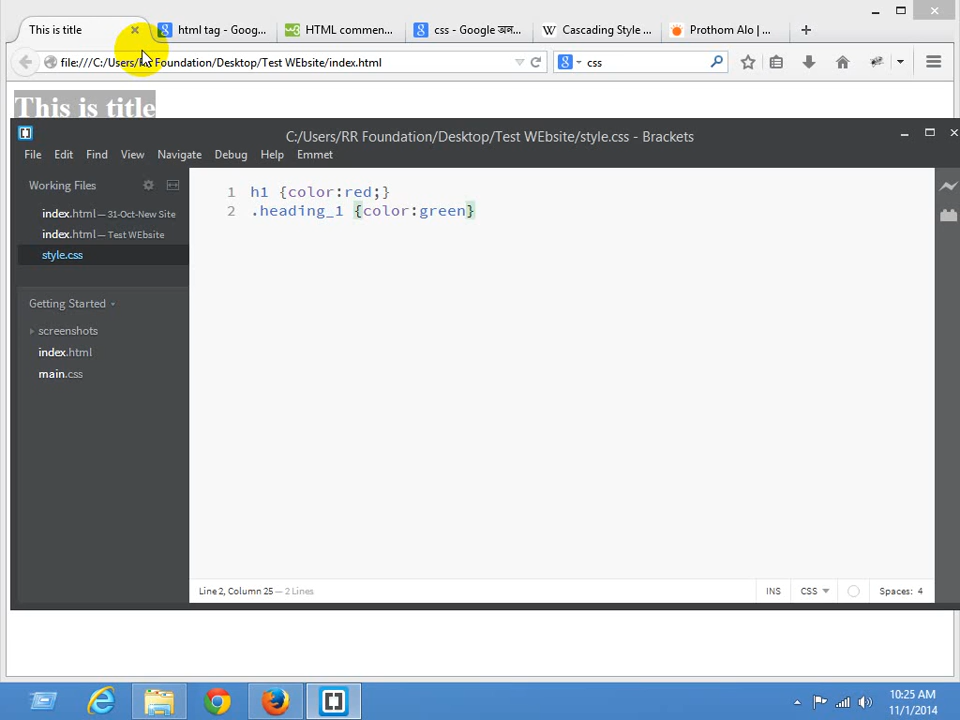 This is title
html tag - Goog...
HTML commen...
css - Google অনু...
Cascading Style ...
Prothom Alo | ...
file:///C:/Users/RR Foundation/Desktop/Test WEbsite/index.html
css
This is title
C:/Users/RR Foundation/Desktop/Test WEbsite/style.css - Brackets
File Edit Find View Navigate Debug Help Emmet
Working Files
index.html — 31-Oct-New Site
index.html — Test WEbsite
style.css
Getting Started
screenshots
index.html
main.css
1 h1 {color:red;}
2 .heading_1 {color:green}
Line 2, Column 25 — 2 Lines
INS CSS Spaces: 4
10:25 AM
11/1/2014